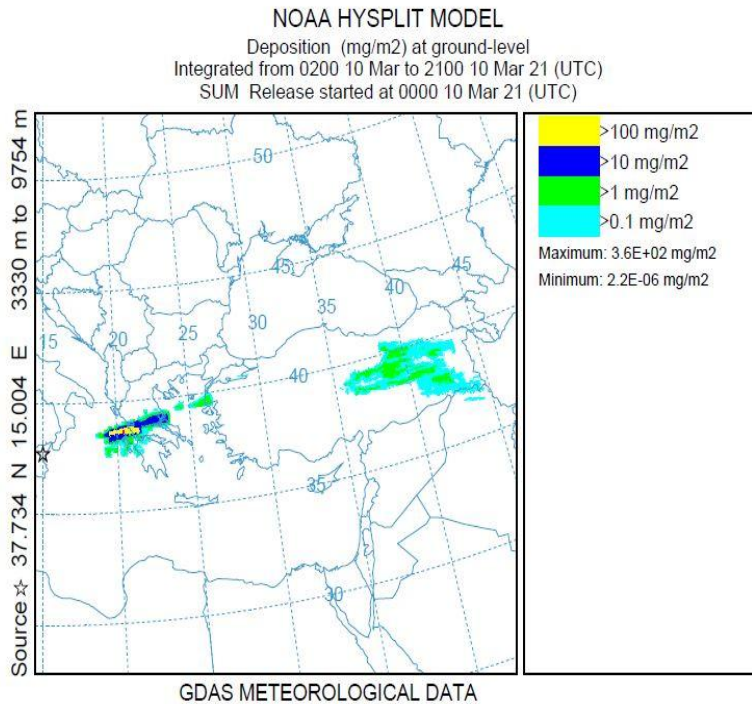 NOAA HYSPLIT MODEL
Deposition (mg/m2) at ground-level
Integrated from 0200 10 Mar to 2100 10 Mar 21 (UTC)
SUM Release started at 0000 10 Mar 21 (UTC)
Source ☆ 37.734 N 15.004 E 3330 m to 9754 m
50
45
45
40
35
15
20
25
30
40
35
30
>100 mg/m2
>10 mg/m2
>1 mg/m2
>0.1 mg/m2
Maximum: 3.6E+02 mg/m2
Minimum: 2.2E-06 mg/m2
GDAS METEOROLOGICAL DATA